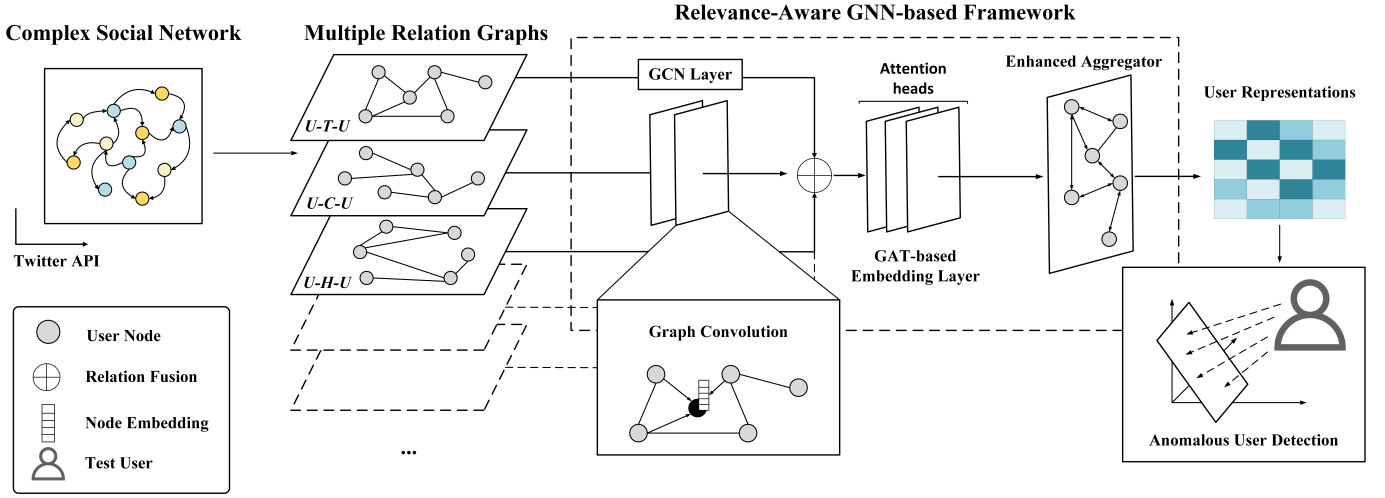 Relevance-Aware GNN-based Framework
Complex Social Network
Multiple Relation Graphs
GCN Layer
Attention
heads
Enhanced Aggregator
User Representations
U-T-U
U-C-U
U-H-U
Twitter API
GAT-based
Embedding Layer
User Node
Relation Fusion
Node Embedding
Test User
...
Graph Convolution
Anomalous User Detection